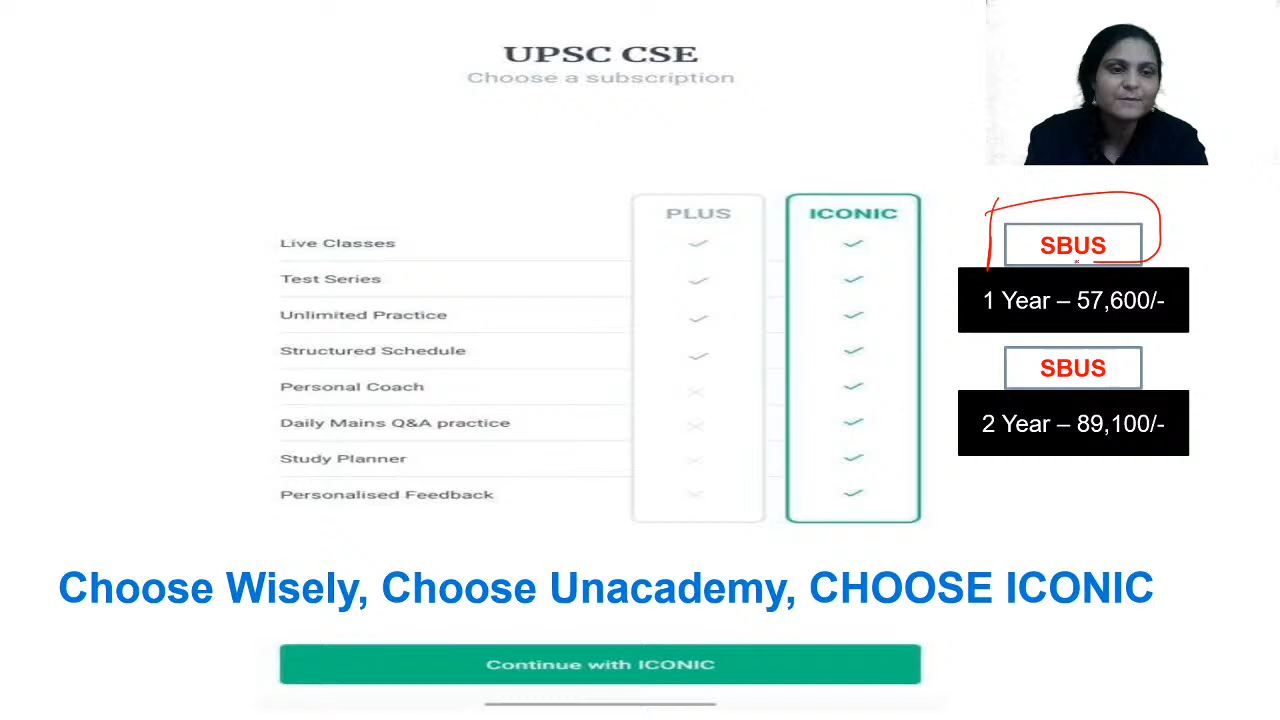 UPSC CSE
Choose a subscription
PLUS ICONIC
Live Classes
Test Series
Unlimited Practice
Structured Schedule
Personal Coach
Daily Mains Q&A practice
Study Planner
Personalised Feedback
SBUS
1 Year – 57,600/-
SBUS
2 Year – 89,100/-
Choose Wisely, Choose Unacademy, CHOOSE ICONIC
Continue with ICONIC